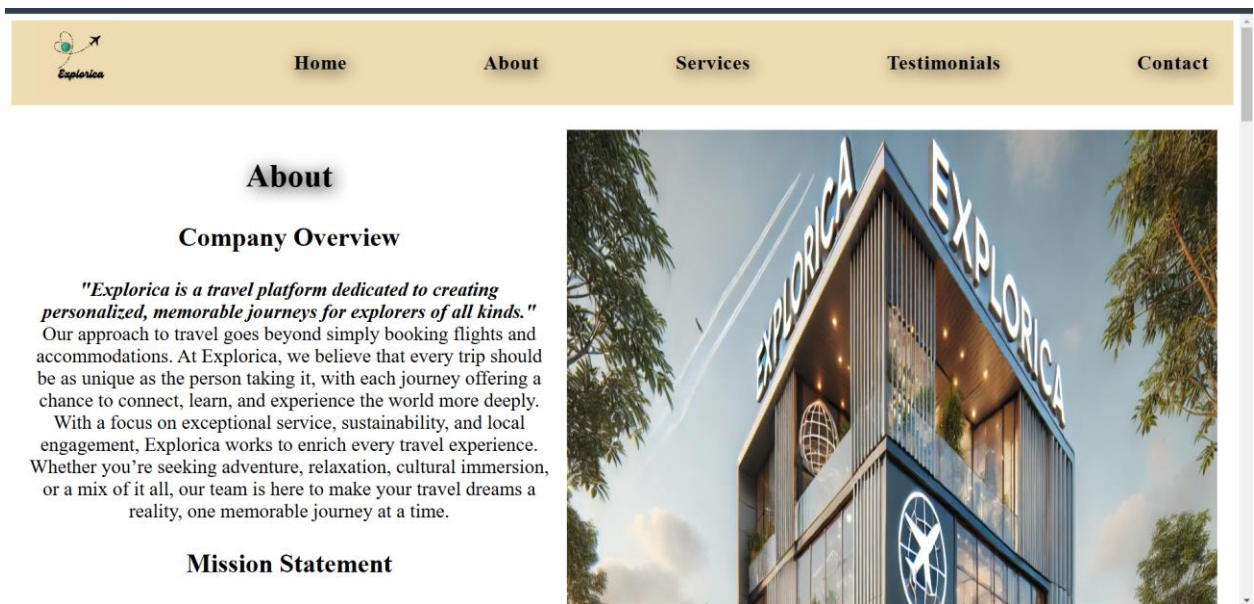 Explorica
Home About Services Testimonials Contact
About
Company Overview
"Explorica is a travel platform dedicated to creating
personalized, memorable journeys for explorers of all kinds."
Our approach to travel goes beyond simply booking flights and
accommodations. At Explorica, we believe that every trip should
be as unique as the person taking it, with each journey offering a
chance to connect, learn, and experience the world more deeply.
With a focus on exceptional service, sustainability, and local
engagement, Explorica works to enrich every travel experience.
Whether you’re seeking adventure, relaxation, cultural immersion,
or a mix of it all, our team is here to make your travel dreams a
reality, one memorable journey at a time.
Mission Statement
EXPLORICA
EXPLORICA